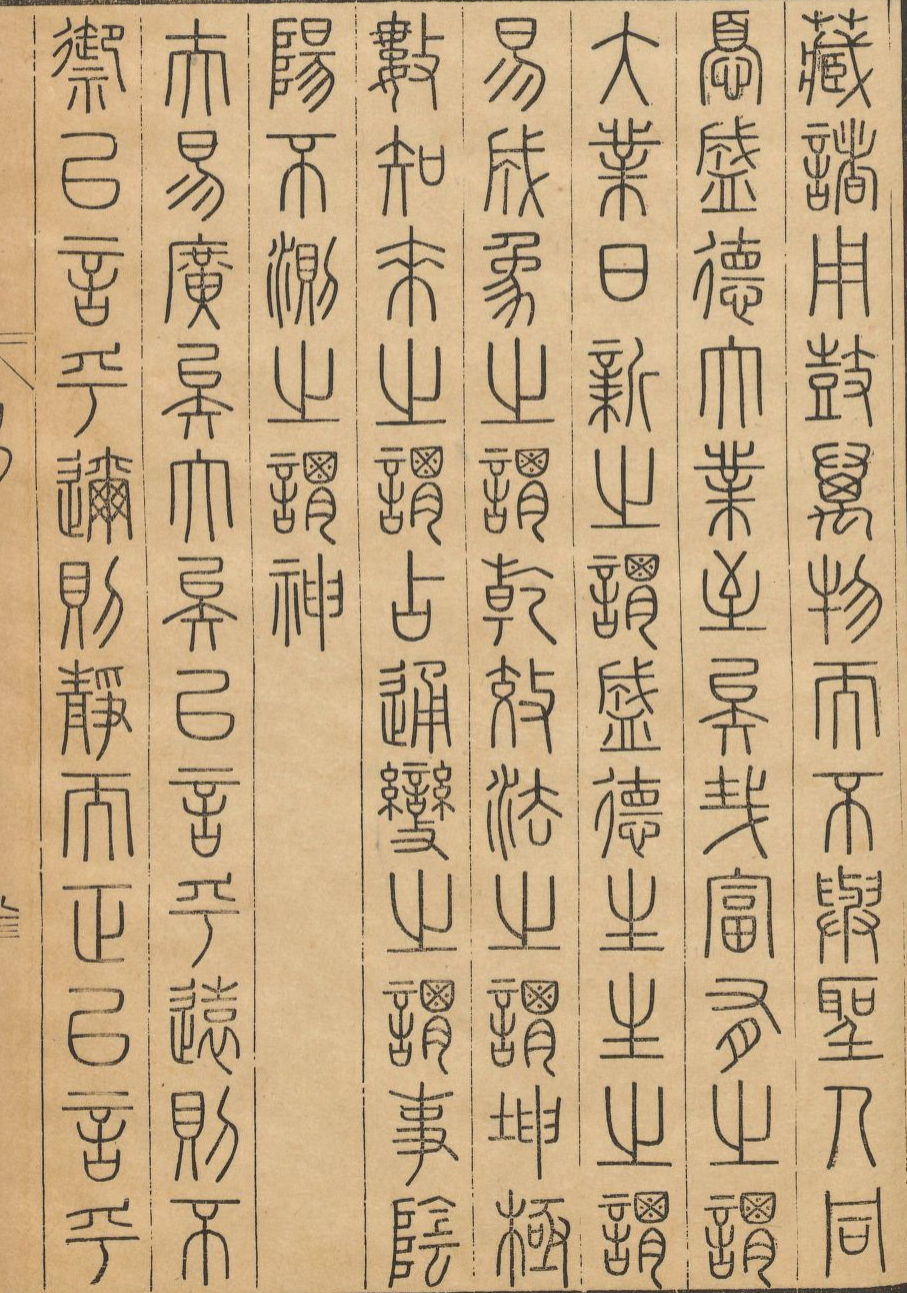 藏諸用鼓萬物而不與聖人同
憂盛德大業至矣哉富有之謂
大業日新之謂盛德生生之謂
易成象之謂乾效法之謂坤極
數知來之謂占通變之謂事陰
陽不測之謂神
夫易廣矣大矣以言乎遠則不
禦以言乎邇則靜而正以言乎